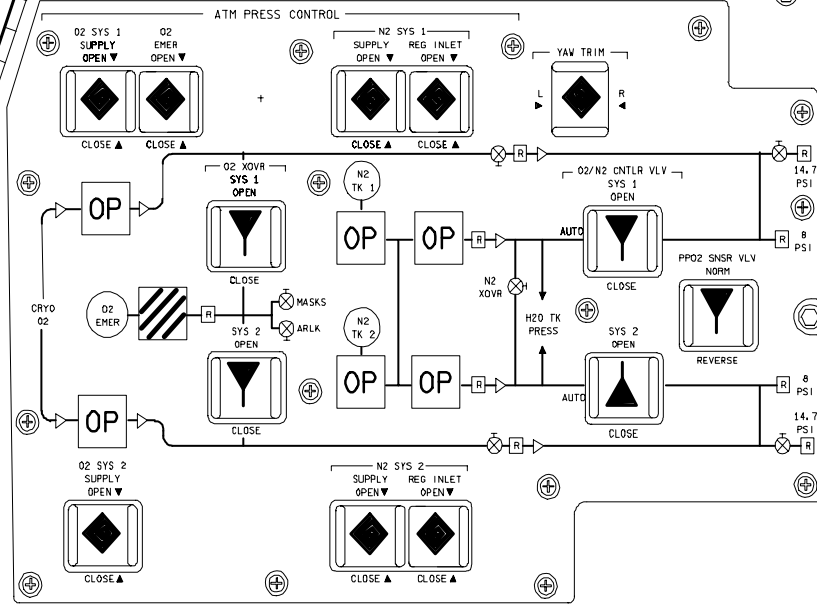 ATM PRESS CONTROL
O2 SYS 1
SUPPLY
OPEN▼
O2
EMER
OPEN▼
N2 SYS 1
SUPPLY
OPEN▼
REG INLET
OPEN▼
YAW TRIM
L
R
CLOSE▲
CLOSE▲
CLOSE▲
CLOSE▲
R
R
14.7
PSI
O2 XOVR
SYS 1
OPEN
N2
TK 1
O2/N2 CNTLR VLV
SYS 1
OPEN
OP
OP
OP
R
AUTO
R
8
PSI
CLOSE
CLOSE
PPO2 SNSR VLV
NORM
N2
XOVR
CRYO
O2
O2
EMER
R
MASKS
ARLK
H2O TK
PRESS
N2
TK 2
SYS 2
OPEN
SYS 2
OPEN
REVERSE
OP
OP
OP
R
AUTO
R
8
PSI
CLOSE
CLOSE
R
R
14.7
PSI
O2 SYS 2
SUPPLY
OPEN▼
N2 SYS 2
SUPPLY
OPEN▼
REG INLET
OPEN▼
CLOSE▲
CLOSE▲
CLOSE▲